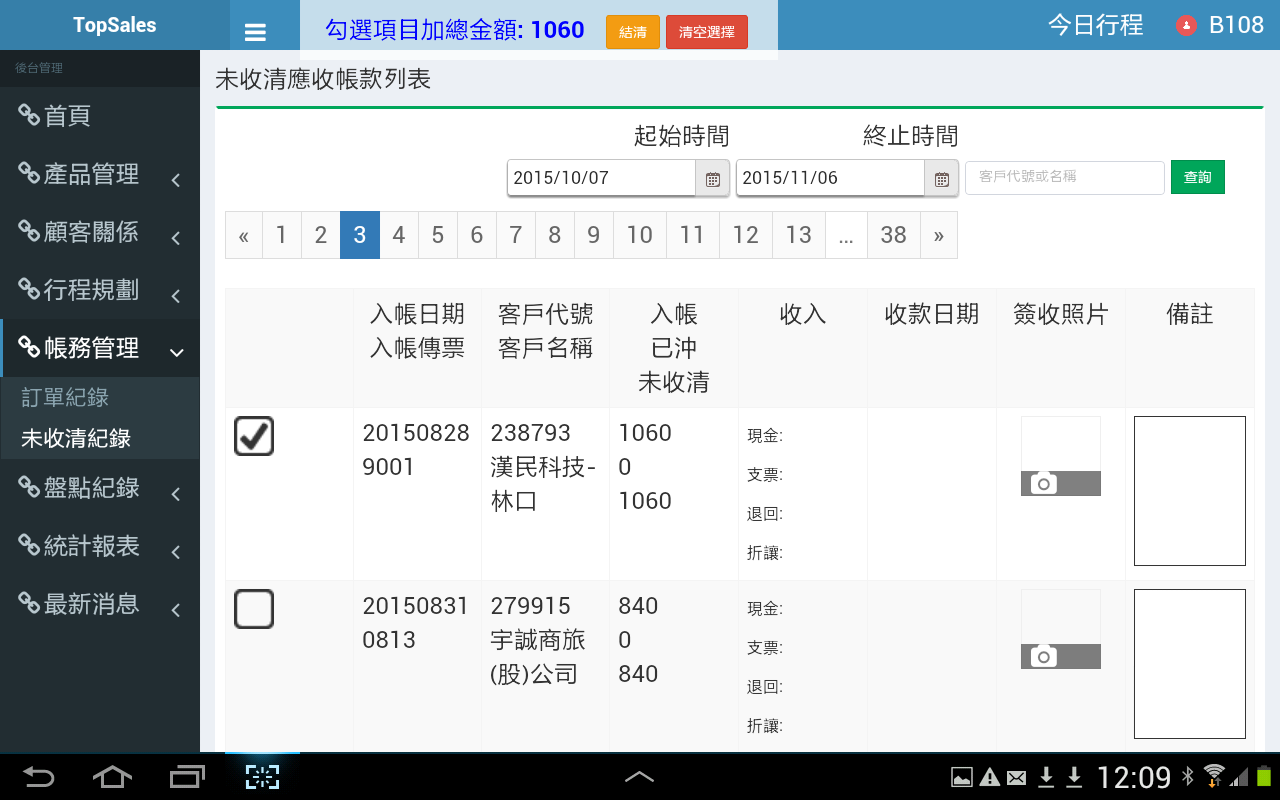 TopSales
勾選項目加總金額: 1060
結清
清空選擇
今日行程
B108
後台管理
首頁
產品管理
顧客關係
行程規劃
帳務管理
訂單紀錄
未收清紀錄
盤點紀錄
統計報表
最新消息
未收清應收帳款列表
起始時間
終止時間
2015/10/07
2015/11/06
客戶代號或名稱
查詢
« 1 2 3 4 5 6 7 8 9 10 11 12 13 ... 38 »
入帳日期
入帳傳票
客戶代號
客戶名稱
入帳
已沖
未收清
收入
收款日期
簽收照片
備註
20150828
9001
238793
漢民科技-
林口
1060
0
1060
現金:
支票:
退回:
折讓:
20150831
0813
279915
宇誠商旅
(股)公司
840
0
840
現金:
支票:
退回:
折讓:
12:09